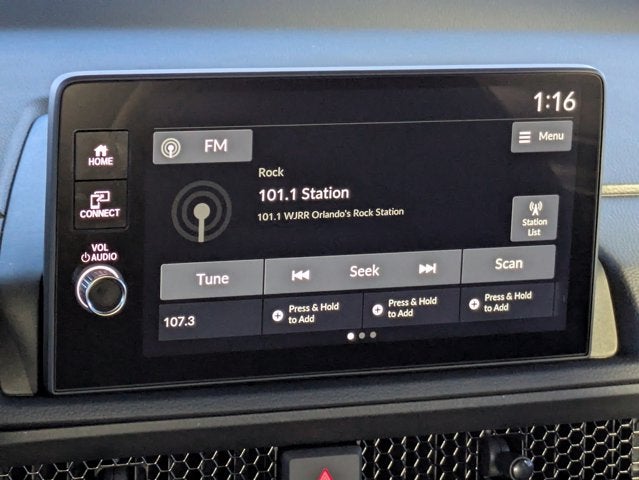 1:16
HOME
FM
Menu
Rock
101.1 Station
101.1 WJRR Orlando's Rock Station
CONNECT
Station
List
VOL
AUDIO
Tune
Seek
Scan
107.3
Press & Hold
to Add
Press & Hold
to Add
Press & Hold
to Add